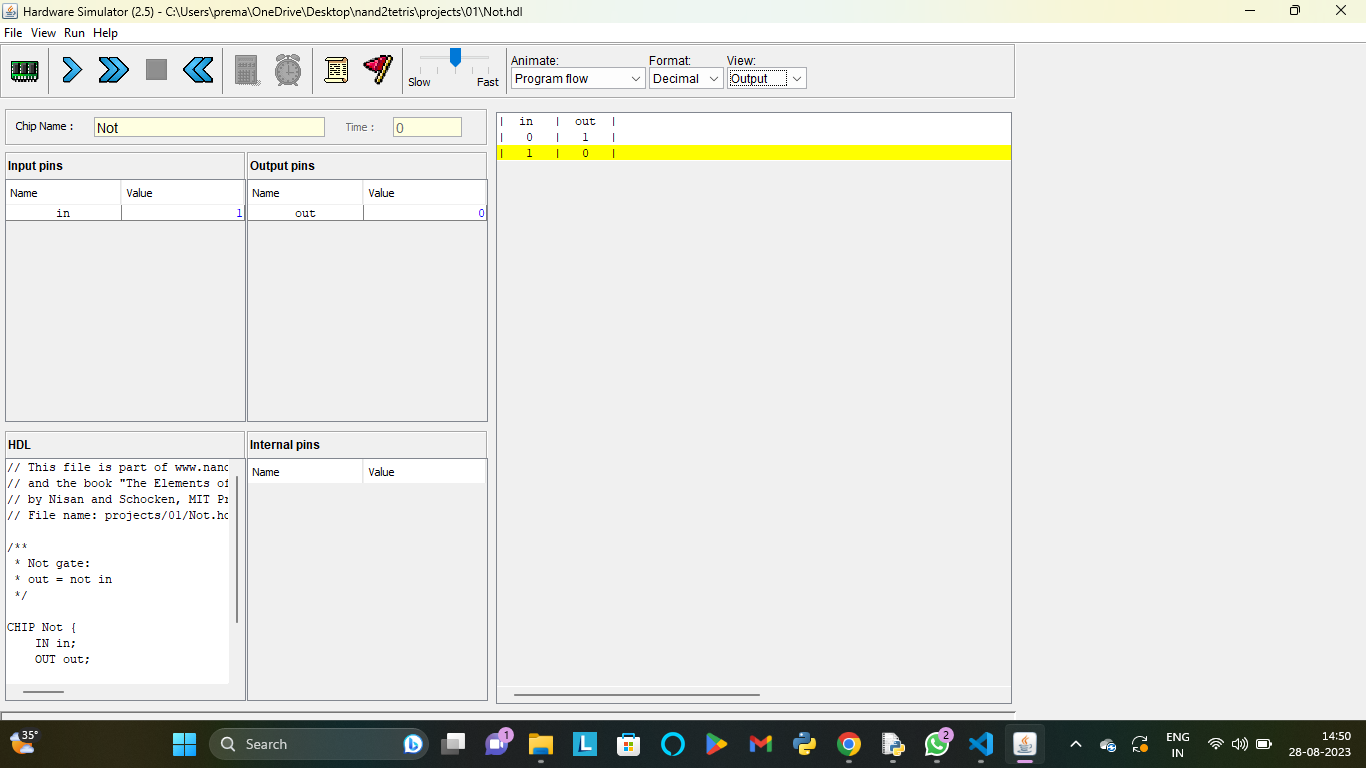 Hardware Simulator (2.5) - C:\Users\prema\OneDrive\Desktop\nand2tetris\projects\01\Not.hdl
File View Run Help
Slow Fast
Animate: Format: View:
Program flow Decimal Output
Chip Name : Not Time : 0
Input pins
Name Value
in 1
Output pins
Name Value
out 0
HDL
// This file is part of www.nand
// and the book "The Elements of
// by Nisan and Schocken, MIT Pr
// File name: projects/01/Not.hd
/**
* Not gate:
* out = not in
*/
CHIP Not {
IN in;
OUT out;
Internal pins
Name Value
| in | out |
| 0 | 1 |
| 1 | 0 |
35°
Search
1
L
2
ENG
IN
14:50
28-08-2023